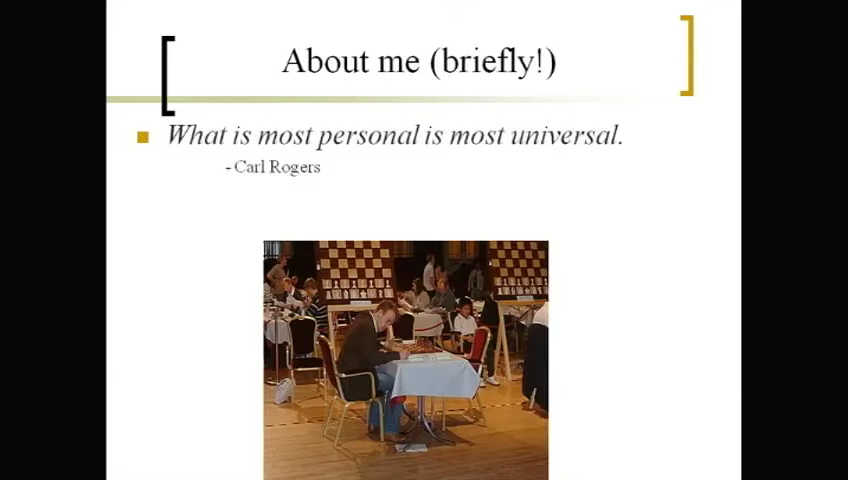 About me (briefly!)
What is most personal is most universal.
- Carl Rogers